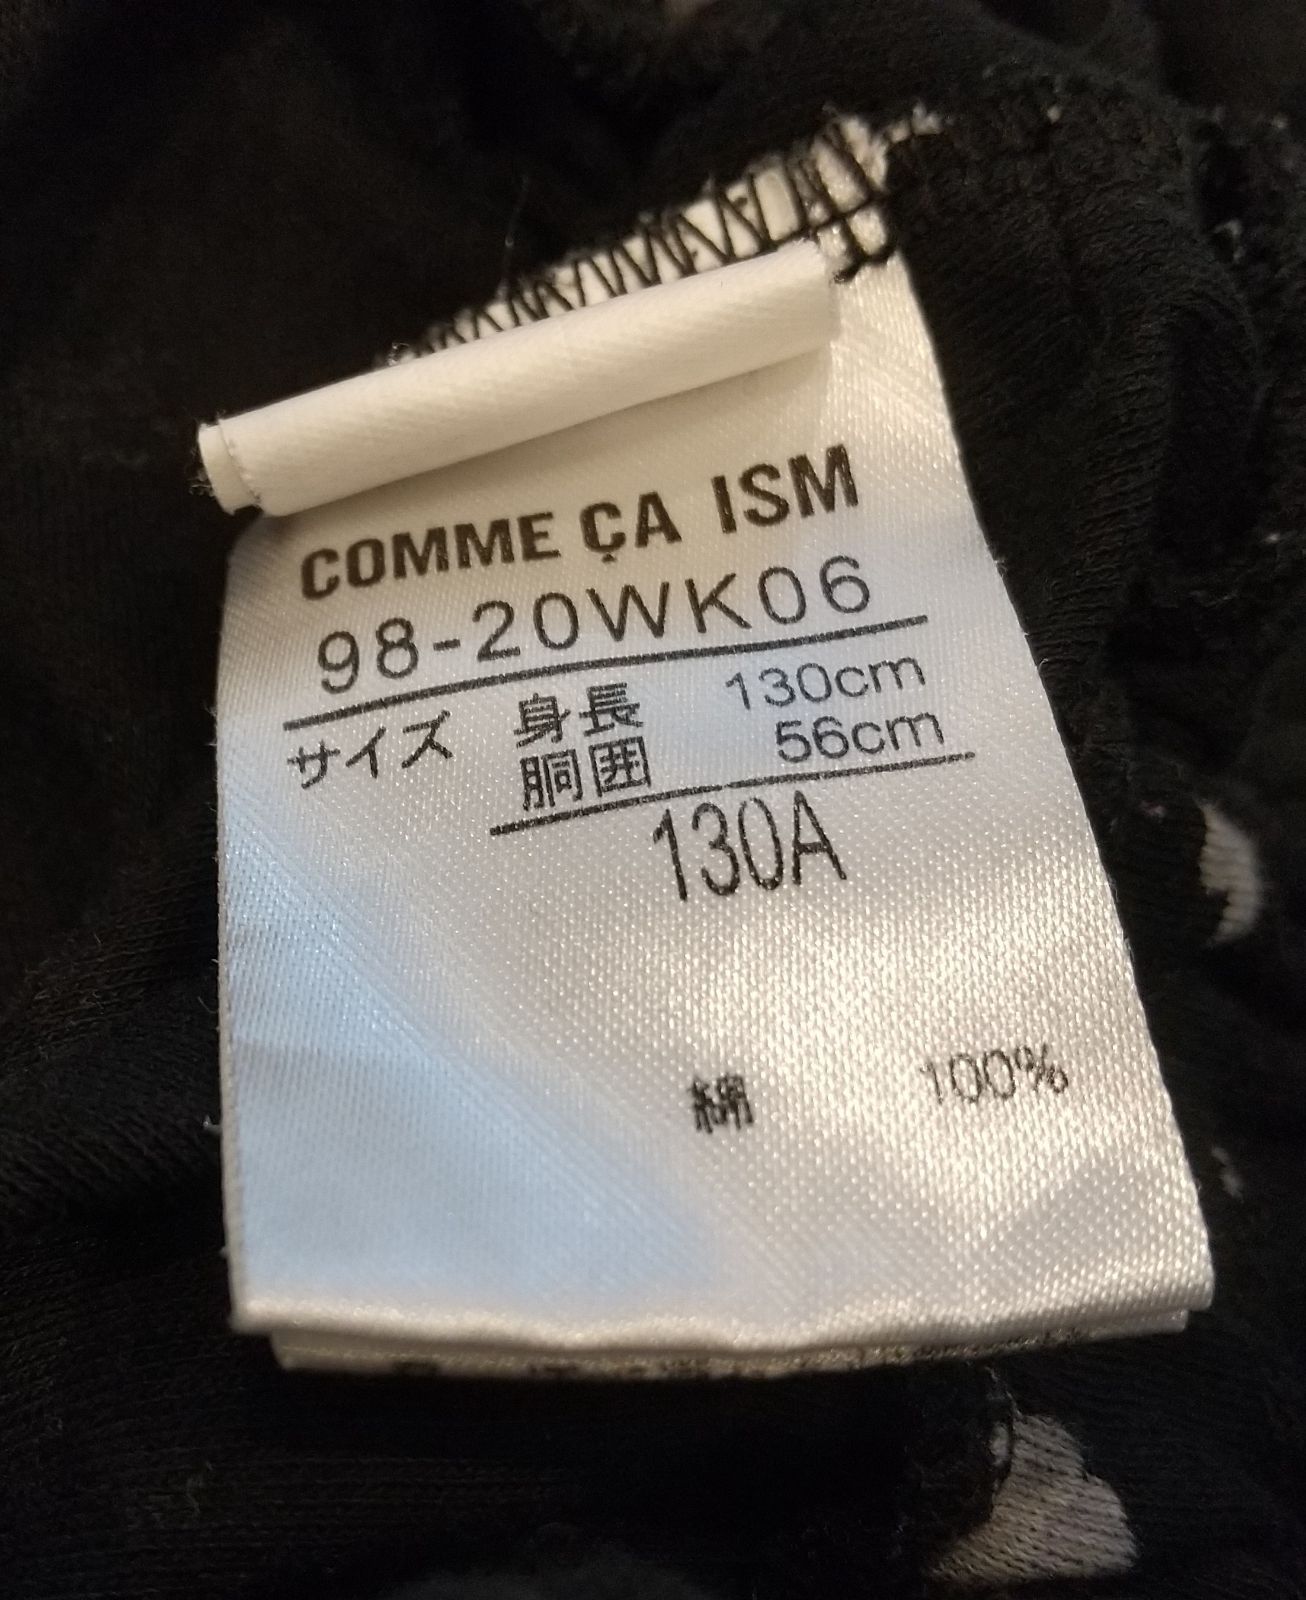 COMME ÇA ISM
98-20WK06
サイズ 身長 130cm
胴囲 56cm
130A
綿 100%